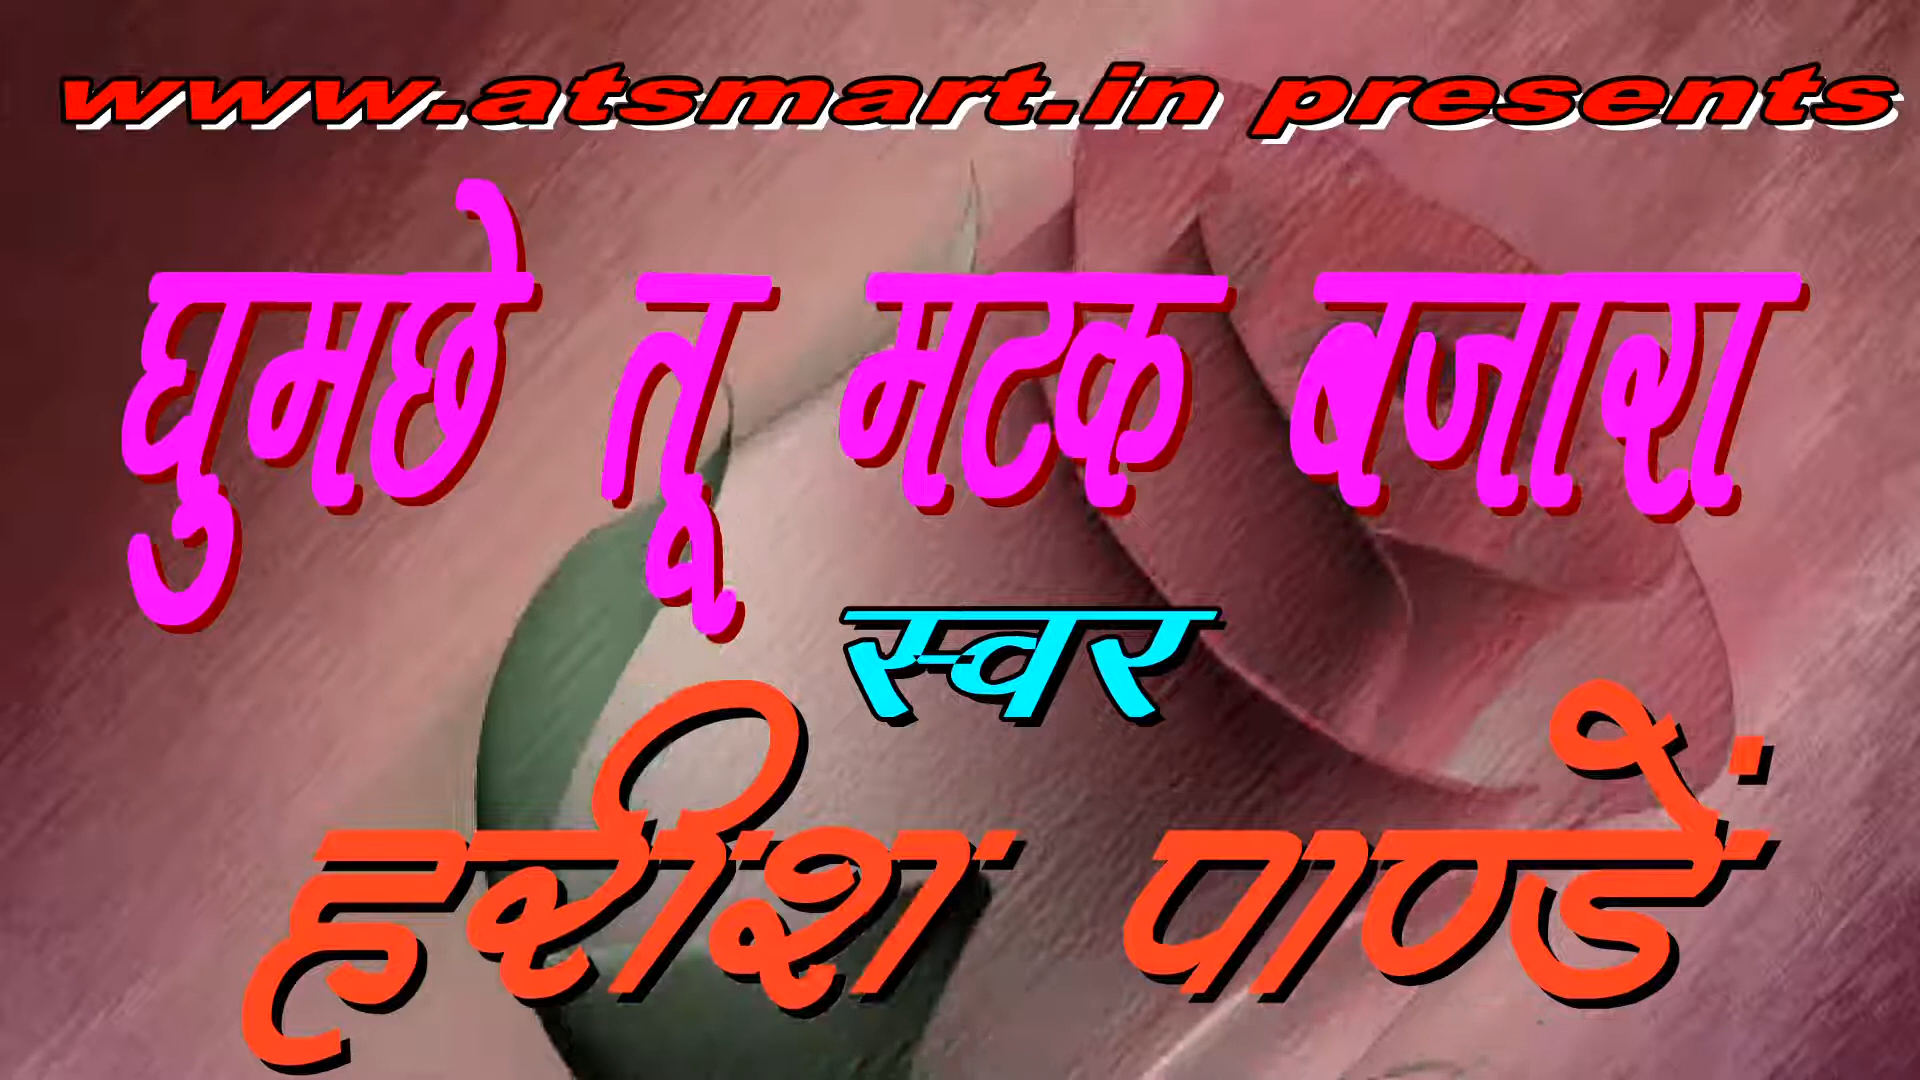 www.atsmart.in presents
घुमछे तू मटक बजारा
स्वर
हरीश पाण्डें